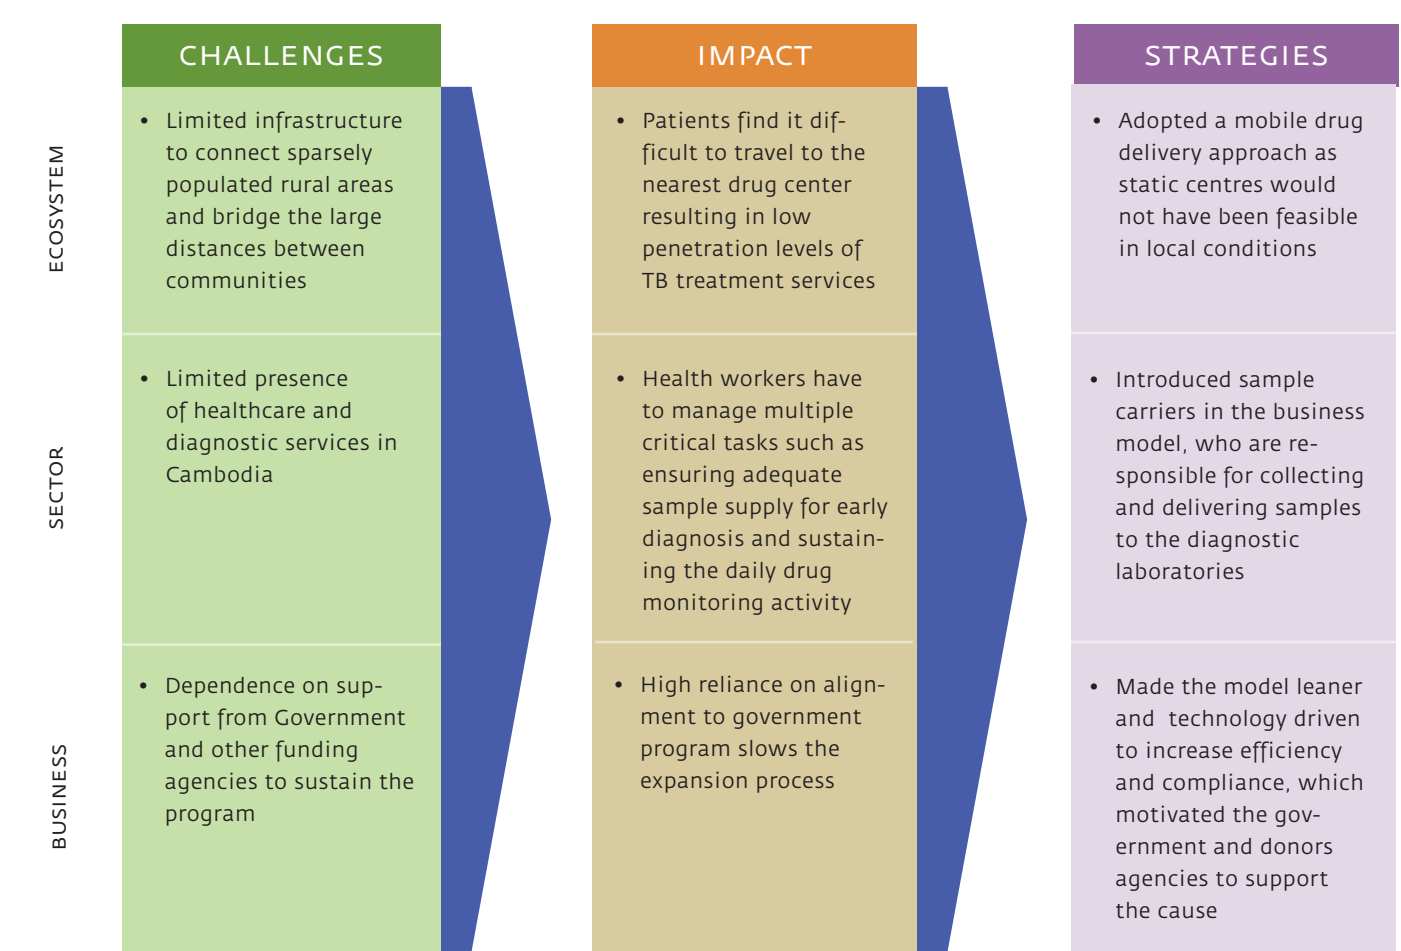 CHALLENGES
IMPACT
STRATEGIES
ECOSYSTEM
• Limited infrastructure
to connect sparsely
populated rural areas
and bridge the large
distances between
communities
• Patients find it dif-
ficult to travel to the
nearest drug center
resulting in low
penetration levels of
TB treatment services
• Adopted a mobile drug
delivery approach as
static centres would
not have been feasible
in local conditions
SECTOR
• Limited presence
of healthcare and
diagnostic services in
Cambodia
• Health workers have
to manage multiple
critical tasks such as
ensuring adequate
sample supply for early
diagnosis and sustain-
ing the daily drug
monitoring activity
• Introduced sample
carriers in the business
model, who are re-
sponsible for collecting
and delivering samples
to the diagnostic
laboratories
BUSINESS
• Dependence on sup-
port from Government
and other funding
agencies to sustain the
program
• High reliance on align-
ment to government
program slows the
expansion process
• Made the model leaner
and  technology driven
to increase efficiency
and compliance, which
motivated the gov-
ernment and donors
agencies to support
the cause